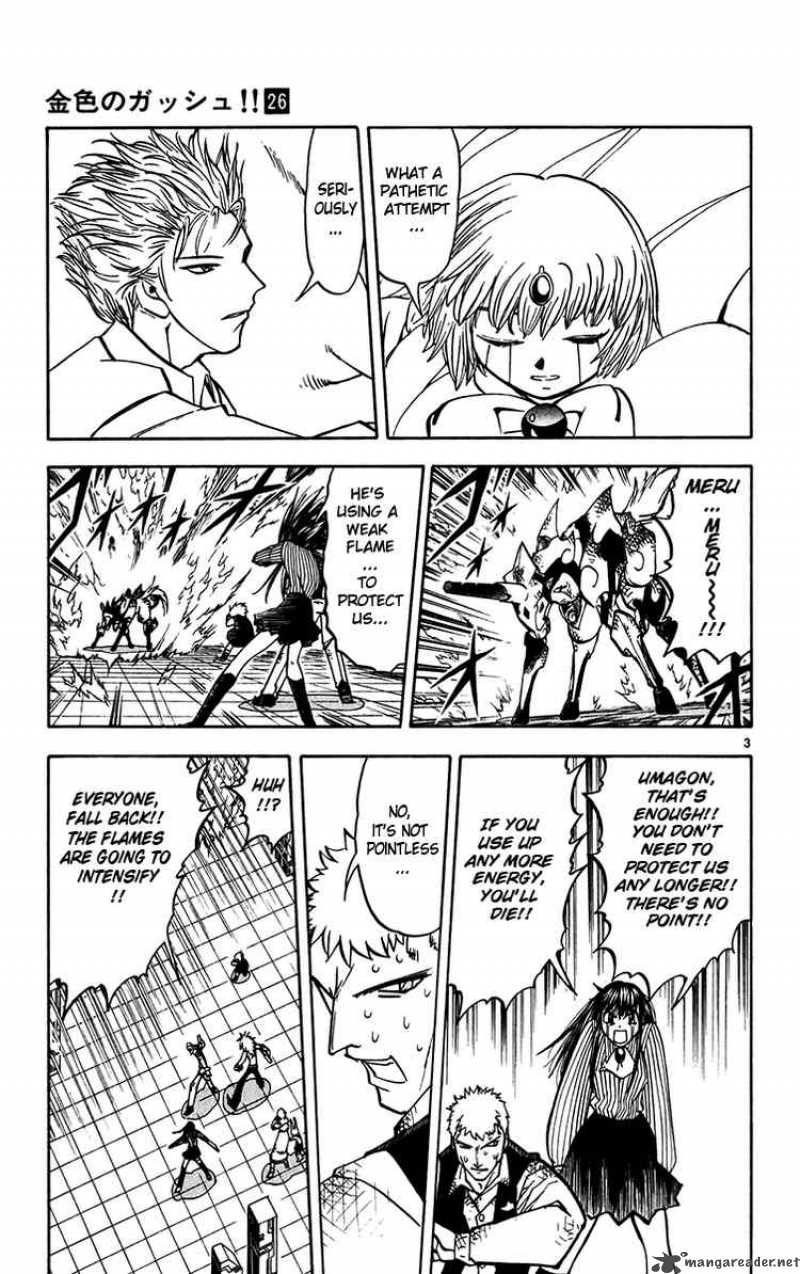 金色のガッシュ!! 26
WHAT A
PATHETIC
ATTEMPT
...
SERI-
OUSLY
...
MERU
...MERU~~~
!!!
HE'S
USING A
WEAK
FLAME
...
TO
PROTECT
US...
3
UMAGON,
THAT'S
ENOUGH!!
YOU DON'T
NEED TO
PROTECT US
ANY LONGER!!
THERE'S NO
POINT!!
IF YOU
USE UP
ANY MORE
ENERGY,
YOU'LL
DIE!!
NO,
IT'S NOT
POINTLESS
...
HUH
!!?
EVERYONE,
FALL BACK!!
THE FLAMES
ARE GOING TO
INTENSIFY
!!
mangareader.net